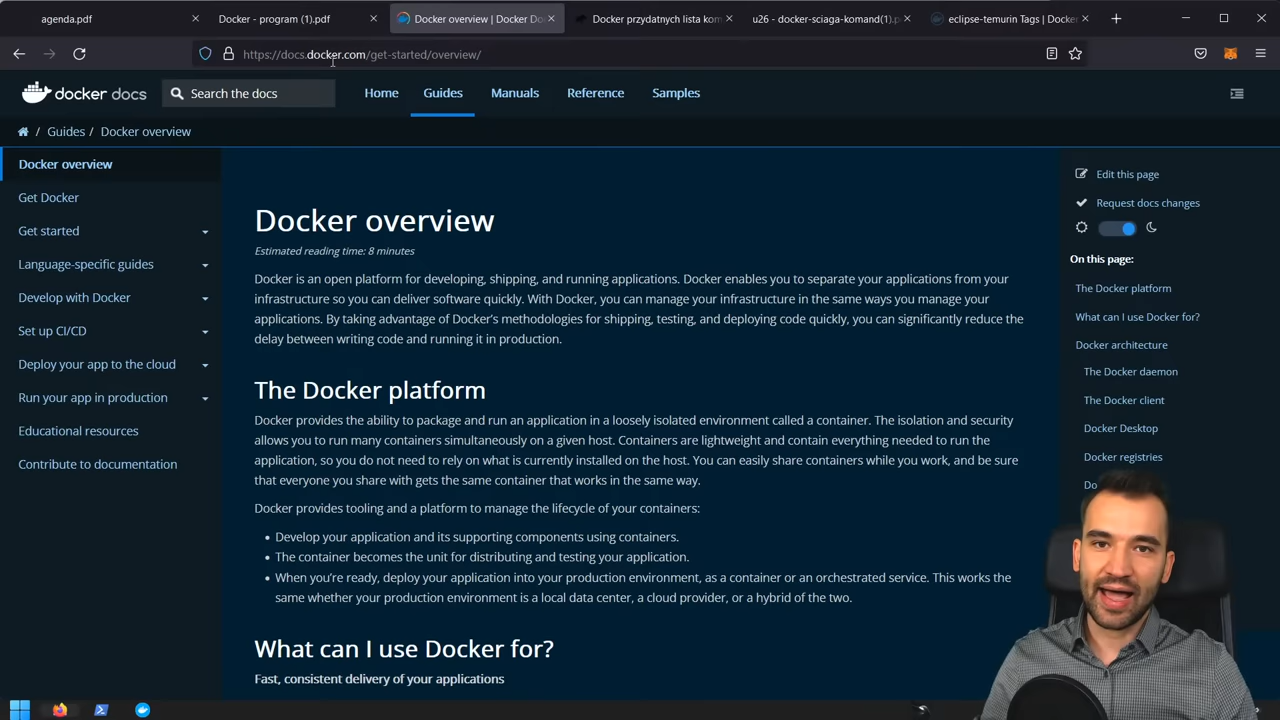 agenda.pdf
Docker - program (1).pdf
Docker overview | Docker Do
Docker przydatnych lista kom
u26 - docker-sciaga-komand(1).p
eclipse-temurin Tags | Docke
https://docs.docker.com/get-started/overview/
docker docs
Search the docs
Home
Guides
Manuals
Reference
Samples
/ Guides / Docker overview
Docker overview
Get Docker
Get started
Language-specific guides
Develop with Docker
Set up CI/CD
Deploy your app to the cloud
Run your app in production
Educational resources
Contribute to documentation
Docker overview
Estimated reading time: 8 minutes
Docker is an open platform for developing, shipping, and running applications. Docker enables you to separate your applications from your
infrastructure so you can deliver software quickly. With Docker, you can manage your infrastructure in the same ways you manage your
applications. By taking advantage of Docker's methodologies for shipping, testing, and deploying code quickly, you can significantly reduce the
delay between writing code and running it in production.
The Docker platform
Docker provides the ability to package and run an application in a loosely isolated environment called a container. The isolation and security
allows you to run many containers simultaneously on a given host. Containers are lightweight and contain everything needed to run the
application, so you do not need to rely on what is currently installed on the host. You can easily share containers while you work, and be sure
that everyone you share with gets the same container that works in the same way.
Docker provides tooling and a platform to manage the lifecycle of your containers:
• Develop your application and its supporting components using containers.
• The container becomes the unit for distributing and testing your application.
• When you're ready, deploy your application into your production environment, as a container or an orchestrated service. This works the
same whether your production environment is a local data center, a cloud provider, or a hybrid of the two.
What can I use Docker for?
Fast, consistent delivery of your applications
Edit this page
Request docs changes
On this page:
The Docker platform
What can I use Docker for?
Docker architecture
The Docker daemon
The Docker client
Docker Desktop
Docker registries
Do